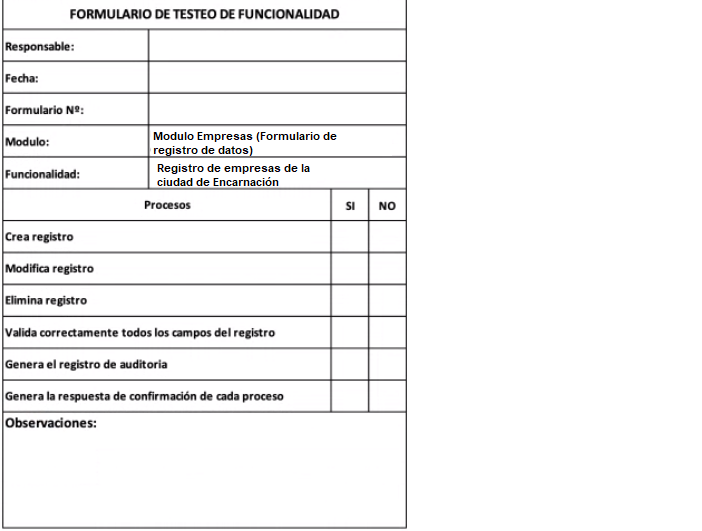 FORMULARIO DE TESTEO DE FUNCIONALIDAD
Responsable:
Fecha:
Formulario Nº:
Modulo:
Modulo Empresas (Formulario de
registro de datos)
Funcionalidad:
Registro de empresas de la
ciudad de Encarnación
Procesos SI NO
Crea registro
Modifica registro
Elimina registro
Valida correctamente todos los campos del registro
Genera el registro de auditoria
Genera la respuesta de confirmación de cada proceso
Observaciones: